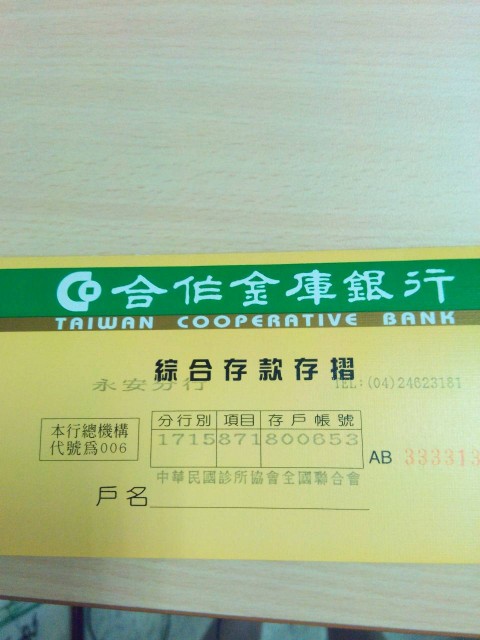 合作金庫銀行
TAIWAN COOPERATIVE BANK
綜合存款存摺
永安分行 TEL:(04)24623181
本行總機構
代號為006
分行別 項目 存戶帳號
1715871800653
AB 333313
中華民國診所協會全國聯合會
戶名